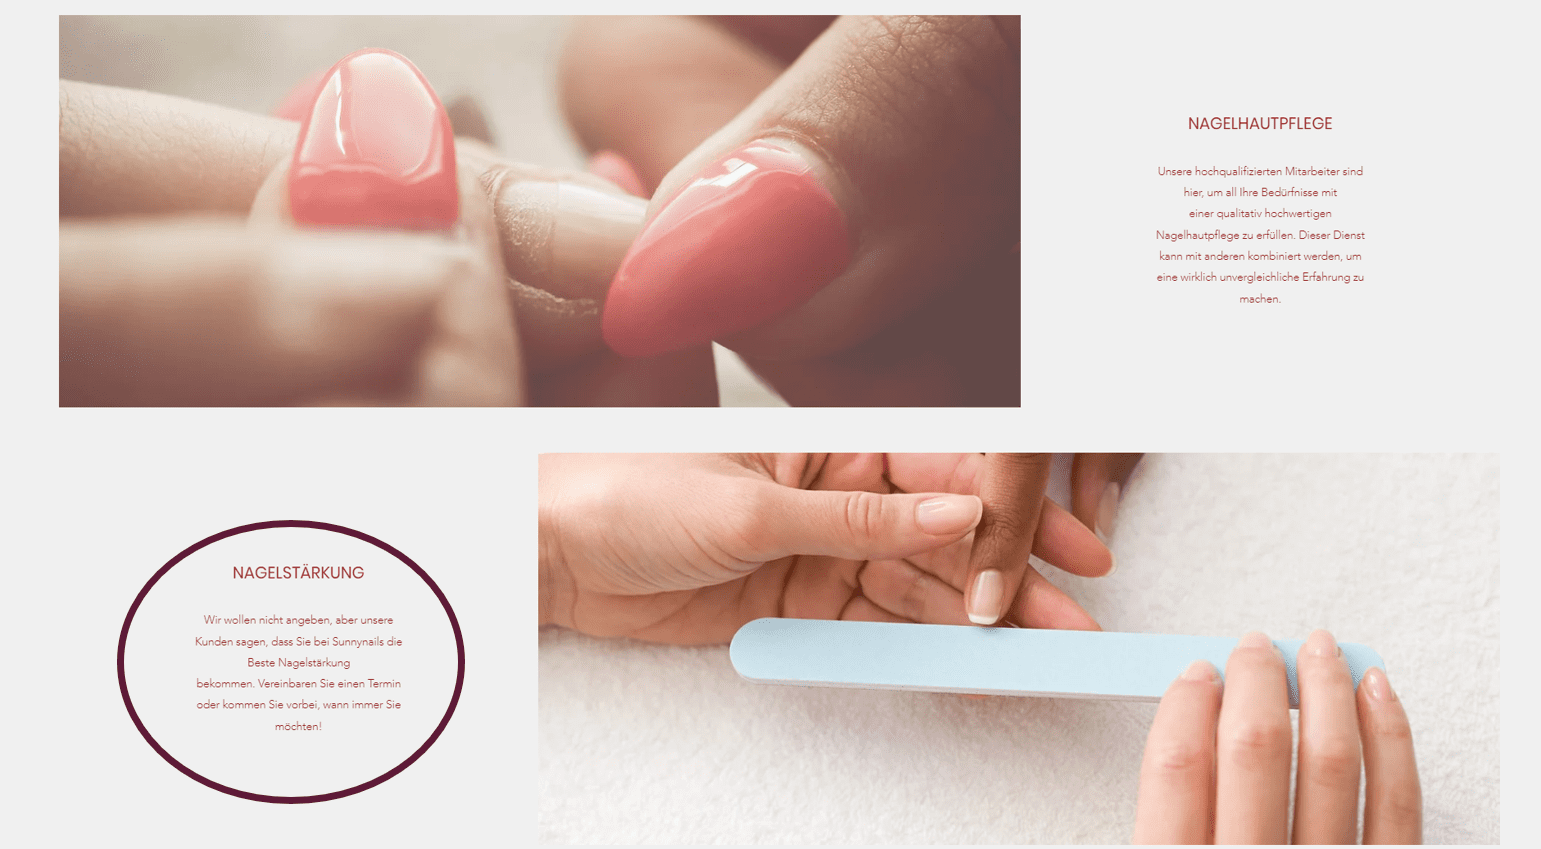 NAGELHAUTPFLEGE
Unsere hochqualifizierten Mitarbeiter sind
hier, um all Ihre Bedürfnisse mit
einer qualitativ hochwertigen
Nagelhautpflege zu erfüllen. Dieser Dienst
kann mit anderen kombiniert werden, um
eine wirklich unvergleichliche Erfahrung zu
machen.
NAGELSTÄRKUNG
Wir wollen nicht angeben, aber unsere
Kunden sagen, dass Sie bei Sunnynails die
Beste Nagelstärkung
bekommen. Vereinbaren Sie einen Termin
oder kommen Sie vorbei, wann immer Sie
möchten!